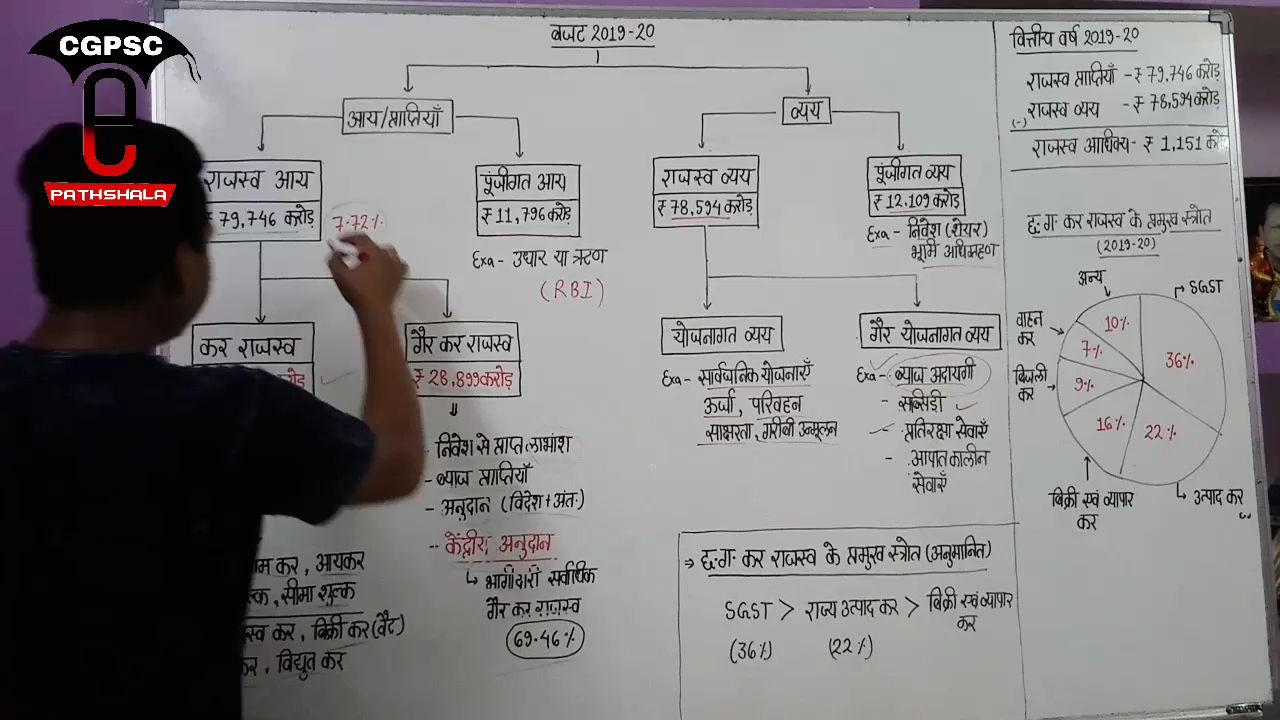 CGPSC
PATHSHALA
बजट 2019-20
आय/प्राप्तियाँ
व्यय
राजस्व आय
₹ 79,746 करोड़
7.72%
पूंजीगत आय
₹ 11,796 करोड़
Exa - उधार या ऋण
(RBI)
राजस्व व्यय
₹ 78,594 करोड़
पूंजीगत व्यय
₹ 12,109 करोड़
Exa - निवेश (शेयर)
भूमि अधिग्रहण
कर राजस्व
करोड़
गैर कर राजस्व
₹ 28,899 करोड़
- निवेश से प्राप्त लाभांश
- ब्याज प्राप्तियाँ
- अनुदान (विदेश + अंत.)
- केंद्रीय अनुदान
भागीदारी सर्वाधिक
गैर कर राजस्व
69.46%
कर, आयकर
सीमा शुल्क
कर, बिक्री कर (वैट)
कर, विद्युत कर
योजनागत व्यय
Exa - सार्वजनिक योजनाएँ
ऊर्जा, परिवहन
साक्षरता, गरीबी उन्मूलन
गैर योजनागत व्यय
Exa - ब्याज अदायगी
- सब्सिडी
- प्रतिरक्षा सेवाएँ
- आपातकालीन
सेवाएँ
→ छ.ग. कर राजस्व के प्रमुख स्त्रोत (अनुमानित)
SGST > राज्य उत्पाद कर > बिक्री एवं व्यापार
कर
(36%) (22%)
वित्तीय वर्ष 2019-20
राजस्व प्राप्तियाँ - ₹ 79,746 करोड़
राजस्व व्यय - ₹ 78,594 करोड़
(-)
राजस्व आधिक्य - ₹ 1,151 करोड़
छ.ग. कर राजस्व के प्रमुख स्त्रोत
(2019-20)
अन्य
SGST
वाहन
कर
बिजली
कर
10%
7%
36%
9%
16%
22%
बिक्री एवं व्यापार
कर
उत्पाद कर